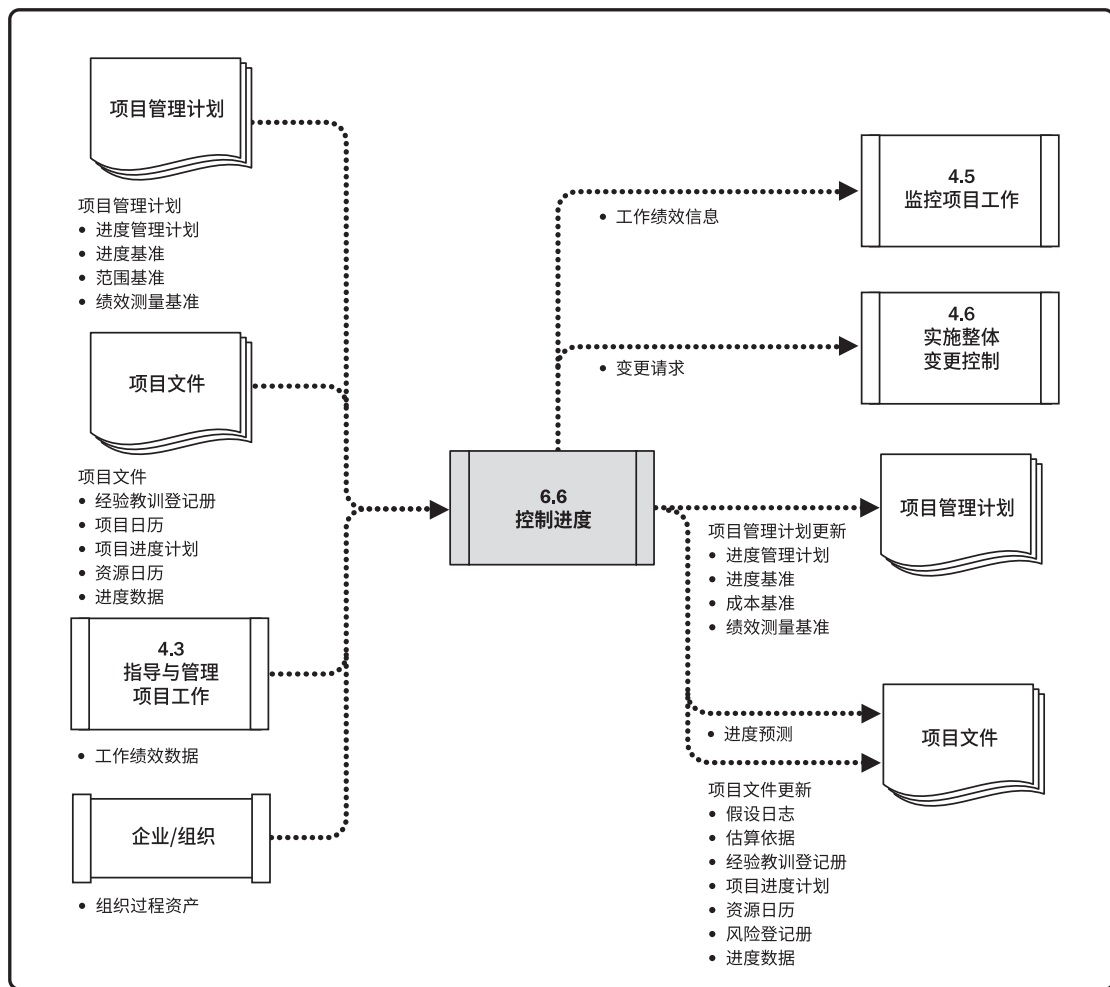 项目管理计划
项目管理计划
• 进度管理计划
• 进度基准
• 范围基准
• 绩效测量基准
项目文件
项目文件
• 经验教训登记册
• 项目日历
• 项目进度计划
• 资源日历
• 进度数据
4.3
指导与管理
项目工作
• 工作绩效数据
企业/组织
• 组织过程资产
6.6
控制进度
• 工作绩效信息
4.5
监控项目工作
• 变更请求
4.6
实施整体
变更控制
项目管理计划
项目管理计划更新
• 进度管理计划
• 进度基准
• 成本基准
• 绩效测量基准
• 进度预测
项目文件
项目文件更新
• 假设日志
• 估算依据
• 经验教训登记册
• 项目进度计划
• 资源日历
• 风险登记册
• 进度数据